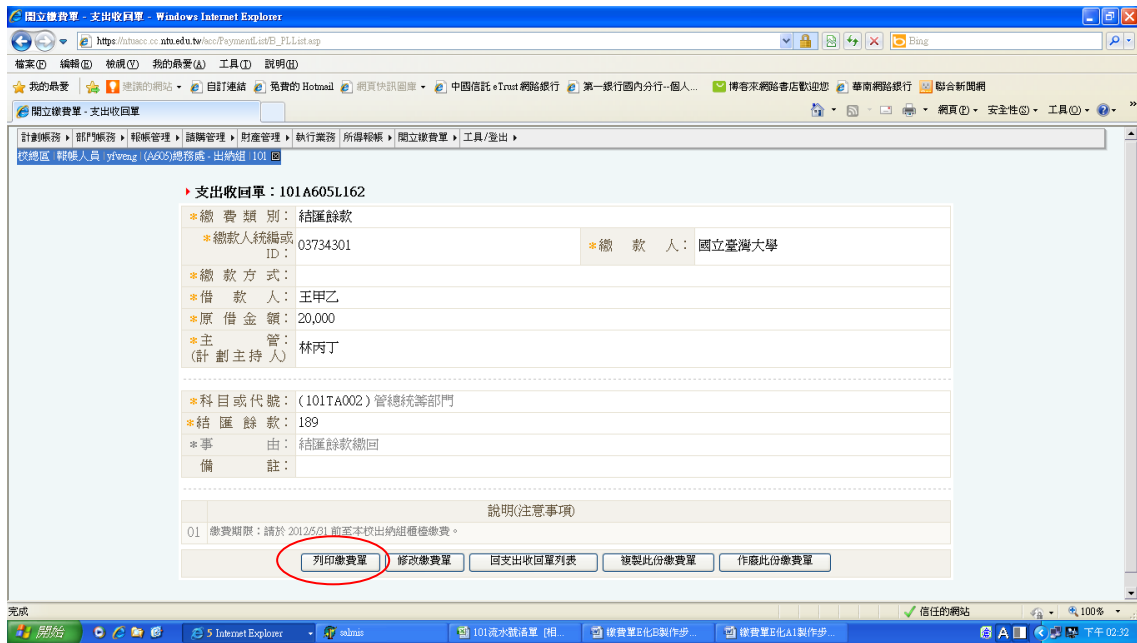 開立繳費單 - 支出收回單 - Windows Internet Explorer
https://ntuacc.cc.ntu.edu.tw/acc/PaymentList/B_PLList.asp
Bing
檔案(F) 編輯(E) 檢視(V) 我的最愛(A) 工具(T) 說明(H)
我的最愛 建議的網站 自訂連結 免費的 Hotmail 網頁快訊圖庫 中國信託 eTrust 網路銀行 第一銀行國內分行--個人... 博客來網路書店歡迎您 華南網路銀行 聯合新聞網
開立繳費單 - 支出收回單 網頁(P) 安全性(S) 工具(O) »
計劃帳務 部門帳務 報帳管理 請購管理 財產管理 執行業務 所得報帳 開立繳費單 工具/登出
校總區 | 報帳人員 | yfweng | (A605)總務處 - 出納組 | 101
支出收回單：101A605L162
*繳費類別： 結匯餘款
*繳款人統編或ID： 03734301 *繳款人： 國立臺灣大學
*繳款方式：
*借款人： 王甲乙
*原借金額： 20,000
*主管： (計劃主持人) 林丙丁
*科目或代號： (101TA002) 管總統籌部門
*結匯餘款： 189
*事由： 結匯餘款繳回
備註：
說明(注意事項)
01 繳費期限：請於 2012/5/31 前至本校出納組櫃檯繳費。
列印繳費單 修改繳費單 回支出收回單列表 複製此份繳費單 作廢此份繳費單
完成 信任的網站 100%
開始 5 Internet Explorer salmis 101流水號清單 [相... 繳費單E化B製作步... 繳費單E化A1製作步... 下午 02:32